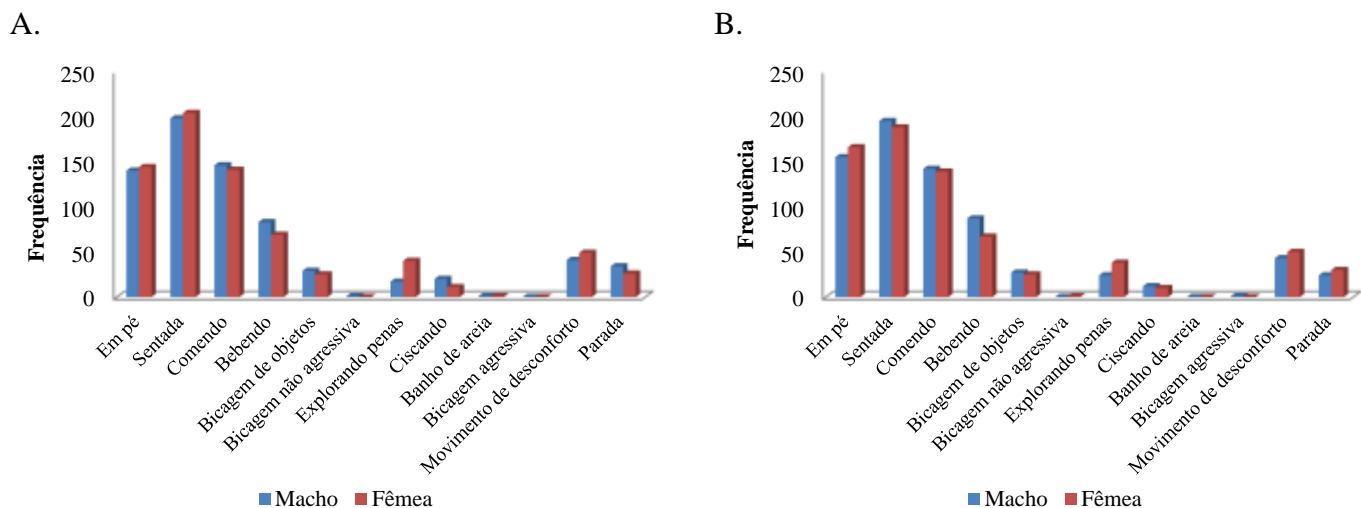 A.
Frequência
250
200
150
100
50
0
Em pé
Sentada
Comendo
Bebendo
Bicagem de objetos
Bicagem não agressiva
Explorando penas
Ciscando
Banho de areia
Bicagem agressiva
Movimento de desconforto
Parada
Macho Fêmea
B.
Frequência
250
200
150
100
50
0
Em pé
Sentada
Comendo
Bebendo
Bicagem de objetos
Bicagem não agressiva
Explorando penas
Ciscando
Banho de areia
Bicagem agressiva
Movimento de desconforto
Parada
Macho Fêmea